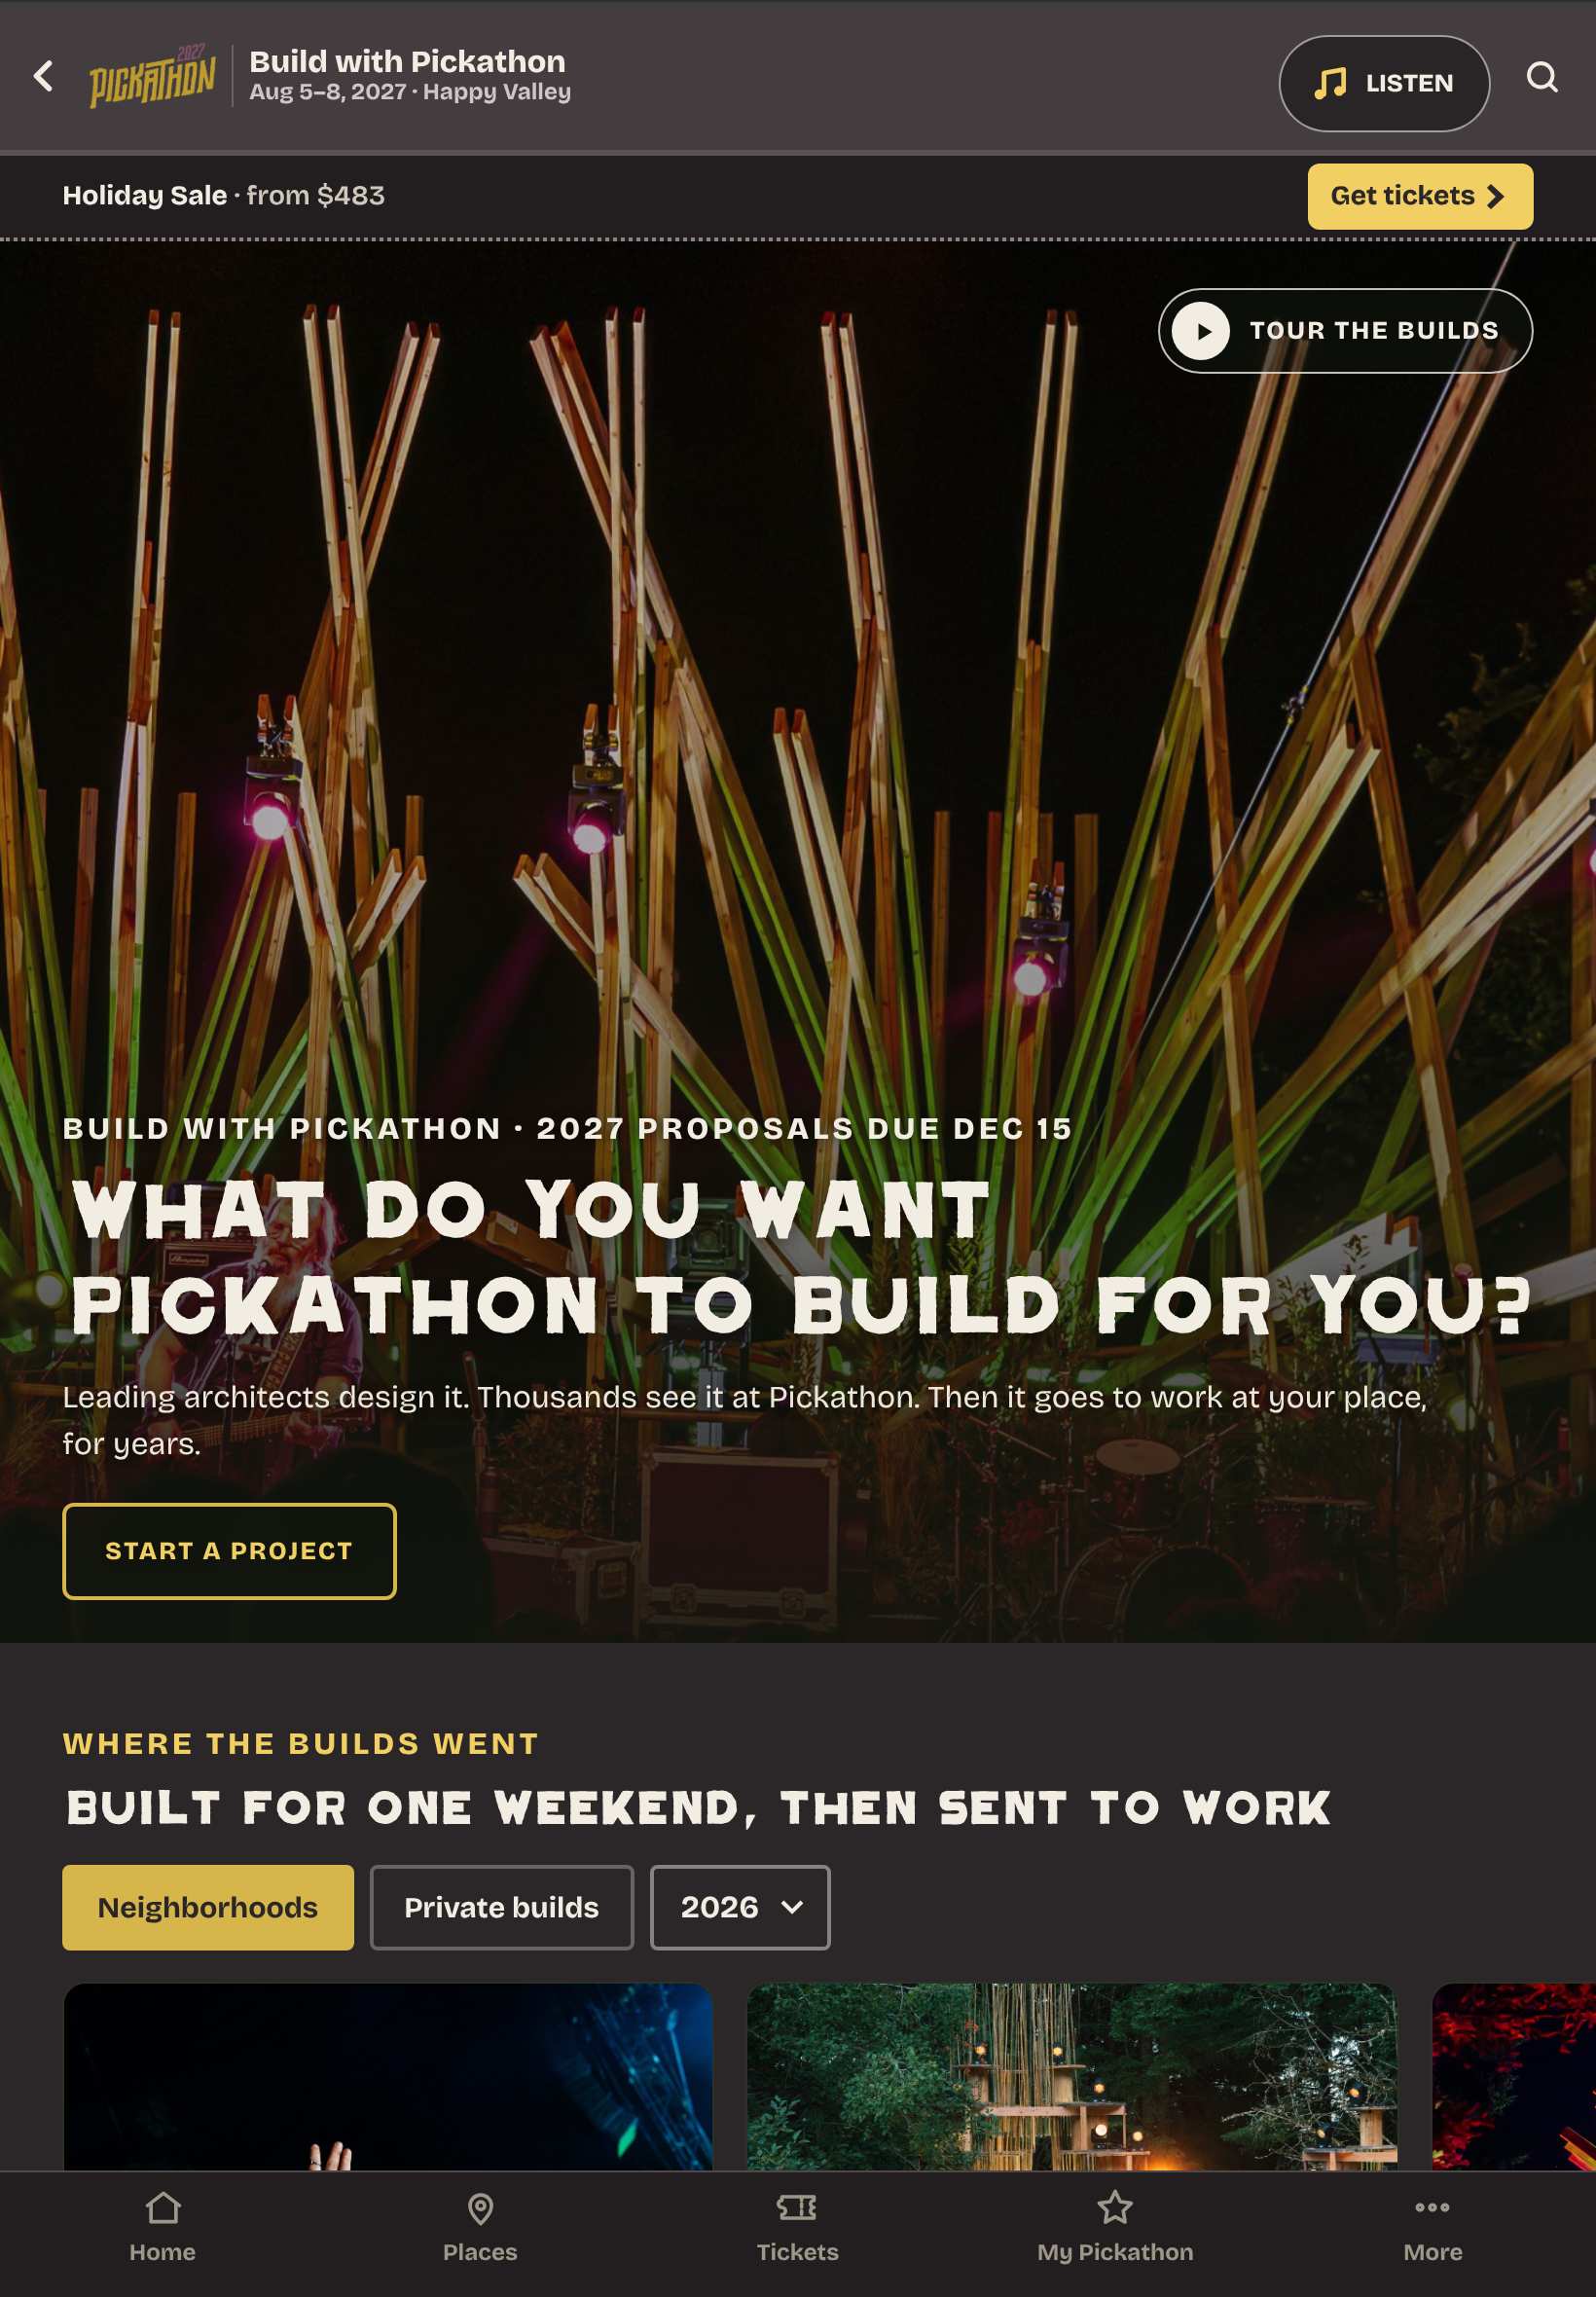 2027
PICKATHON
Build with Pickathon
Aug 5–8, 2027 · Happy Valley
LISTEN
Holiday Sale · from $483
Get tickets
TOUR THE BUILDS
BUILD WITH PICKATHON · 2027 PROPOSALS DUE DEC 15
WHAT DO YOU WANT
PICKATHON TO BUILD FOR YOU?
Leading architects design it. Thousands see it at Pickathon. Then it goes to work at your place,
for years.
START A PROJECT
WHERE THE BUILDS WENT
BUILT FOR ONE WEEKEND, THEN SENT TO WORK
Neighborhoods
Private builds
2026
Home
Places
Tickets
My Pickathon
More